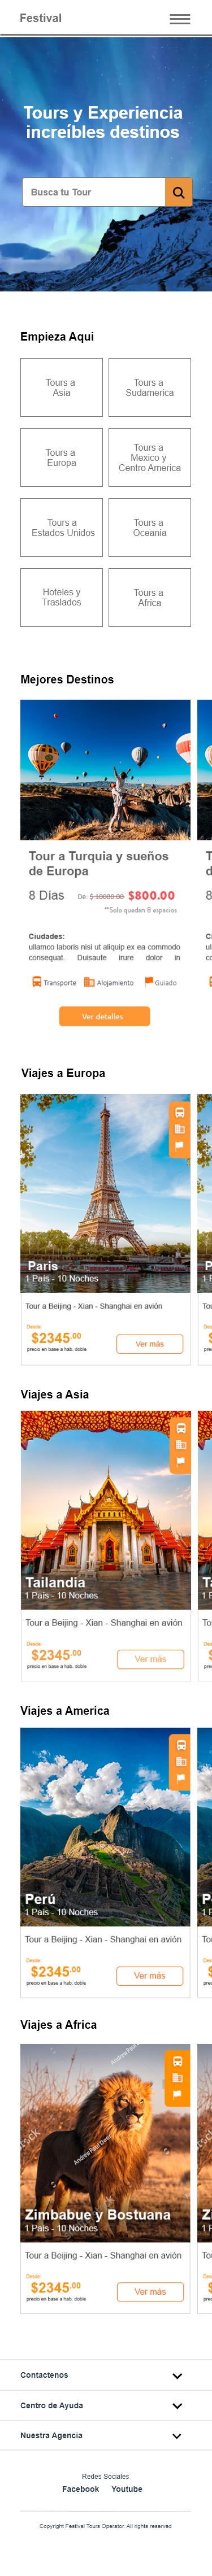 Festival
Tours y Experiencia
increíbles destinos
Busca tu Tour
Empieza Aqui
Tours a
Asia
Tours a
Sudamerica
Tours a
Europa
Tours a
Mexico y
Centro America
Tours a
Estados Unidos
Tours a
Oceania
Hoteles y
Traslados
Tours a
Africa
Mejores Destinos
Tour a Turquia y sueños
de Europa
8 Dias
De: $ 10000.00 $800.00
**Solo quedan 8 espacios
Ciudades:
ullamco laboris nisi ut aliquip ex ea commodo
consequat. Duisaute irure dolor in
Transporte
Alojamiento
Guiado
Ver detalles
Viajes a Europa
Paris
1 País - 10 Noches
Tour a Beijing - Xian - Shanghai en avión
Desde:
$2345.00
precio en base a hab. doble
Ver más
Viajes a Asia
Tailandia
1 País - 10 Noches
Tour a Beijing - Xian - Shanghai en avión
Desde:
$2345.00
precio en base a hab. doble
Ver más
Viajes a America
Perú
1 País - 10 Noches
Tour a Beijing - Xian - Shanghai en avión
Desde:
$2345.00
precio en base a hab. doble
Ver más
Viajes a Africa
Zimbabue y Bostuana
1 País - 10 Noches
Tour a Beijing - Xian - Shanghai en avión
Desde:
$2345.00
precio en base a hab. doble
Ver más
Contactenos
Centro de Ayuda
Nuestra Agencia
Redes Sociales
Facebook Youtube
Copyright Festival Tours Operator. All rights reserved